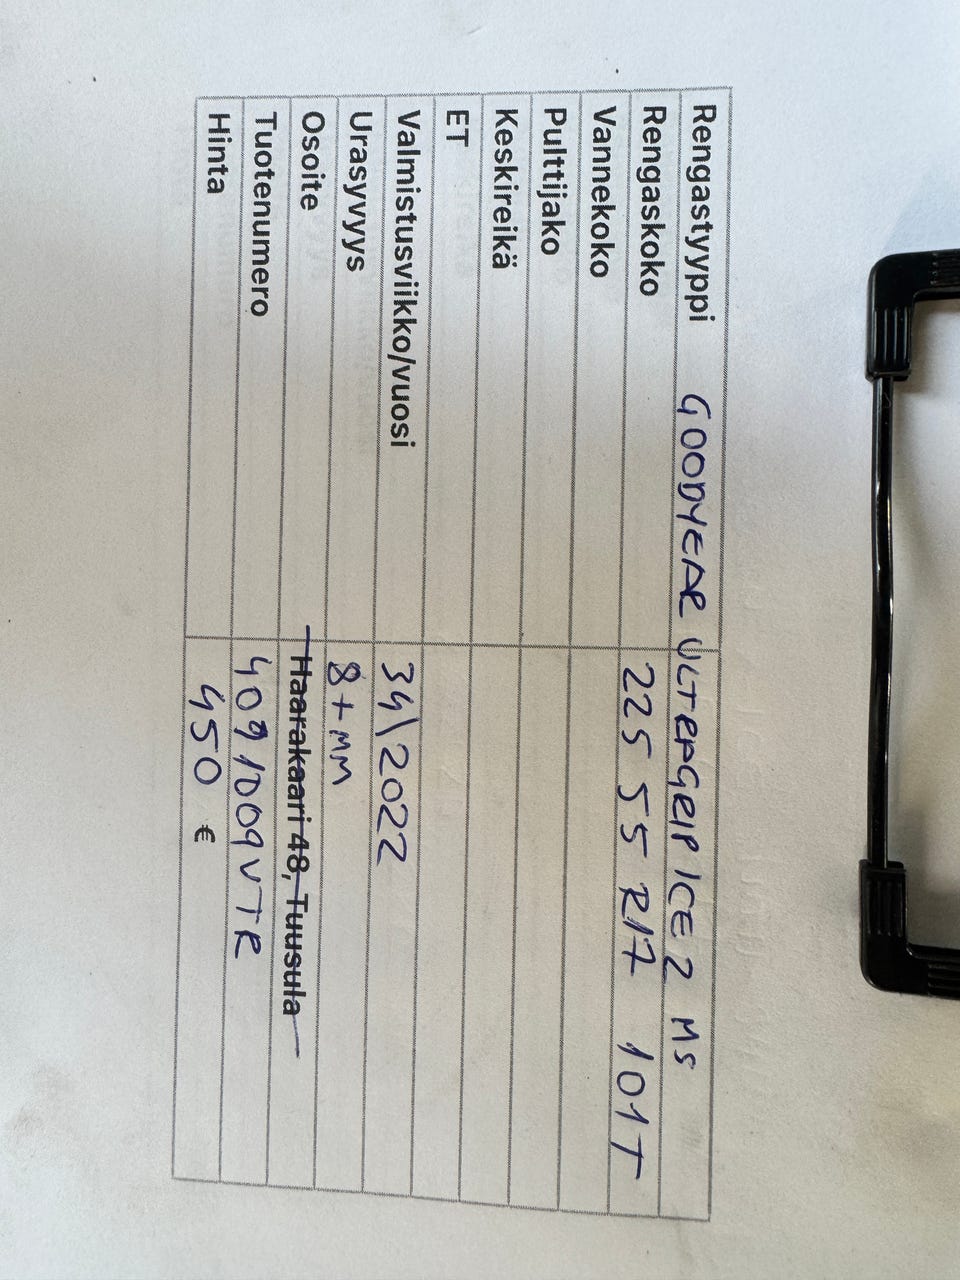 Rengastyyppi GOODYEAR ULTRAGRIP ICE 2 MS
Rengaskoko 225 55 R17 101T
Vannekoko
Pulttijako
Keskireikä
ET
Valmistusviikko/vuosi 34\2022
Urasyvyys 8+MM
Osoite Haarakaari 48, Tuusula
Tuotenumero 4091009VTR
Hinta 450 €